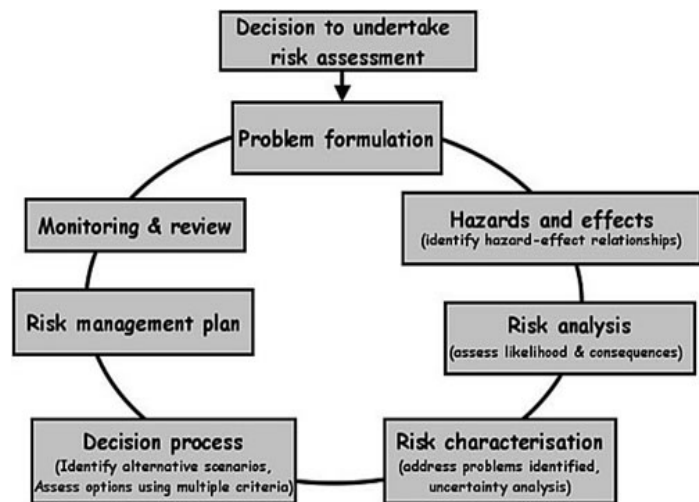 Decision to undertake
risk assessment
Problem formulation
Hazards and effects
(identify hazard-effect relationships)
Risk analysis
(assess likelihood & consequences)
Risk characterisation
(address problems identified,
uncertainty analysis)
Decision process
(Identify alternative scenarios,
Assess options using multiple criteria)
Risk management plan
Monitoring & review